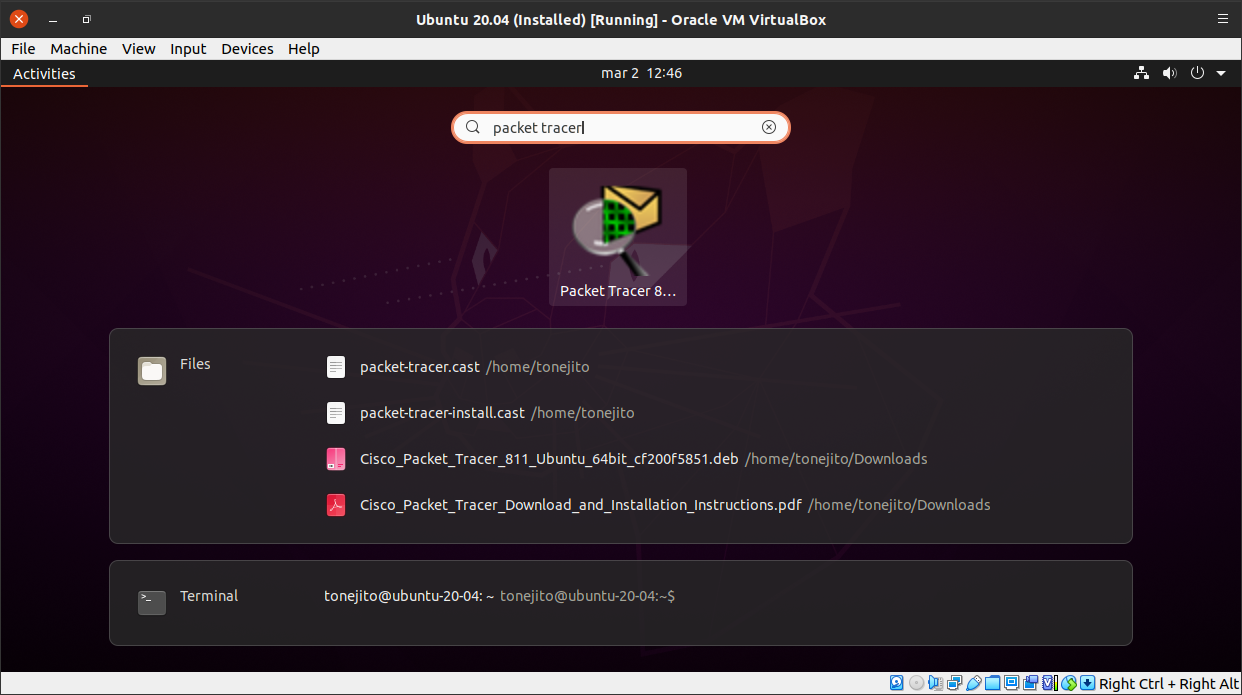 Ubuntu 20.04 (Installed) [Running] - Oracle VM VirtualBox
File Machine View Input Devices Help
Activities mar 2 12:46
packet tracer
Packet Tracer 8…
Files
packet-tracer.cast /home/tonejito
packet-tracer-install.cast /home/tonejito
Cisco_Packet_Tracer_811_Ubuntu_64bit_cf200f5851.deb /home/tonejito/Downloads
Cisco_Packet_Tracer_Download_and_Installation_Instructions.pdf /home/tonejito/Downloads
Terminal tonejito@ubuntu-20-04: ~ tonejito@ubuntu-20-04:~$
Right Ctrl + Right Alt